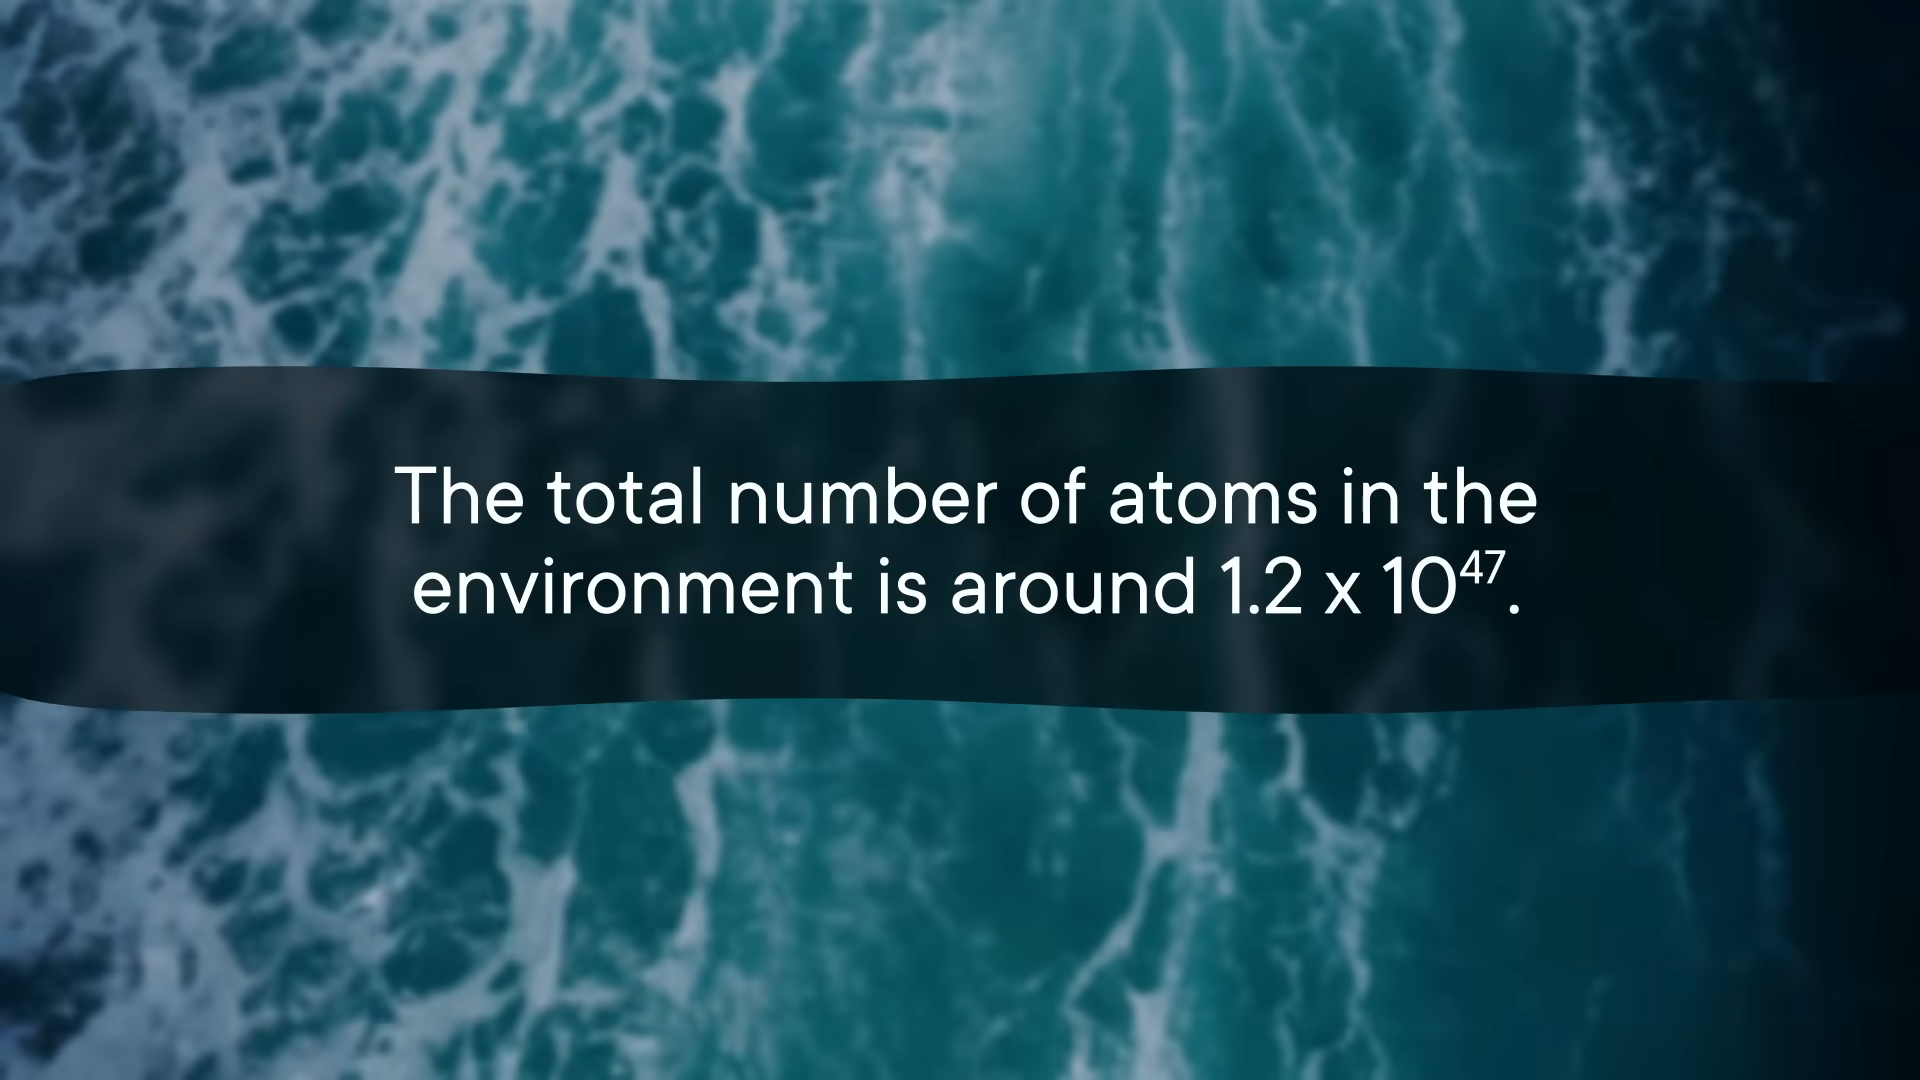 The total number of atoms in the
environment is around 1.2 x 10⁴⁷.